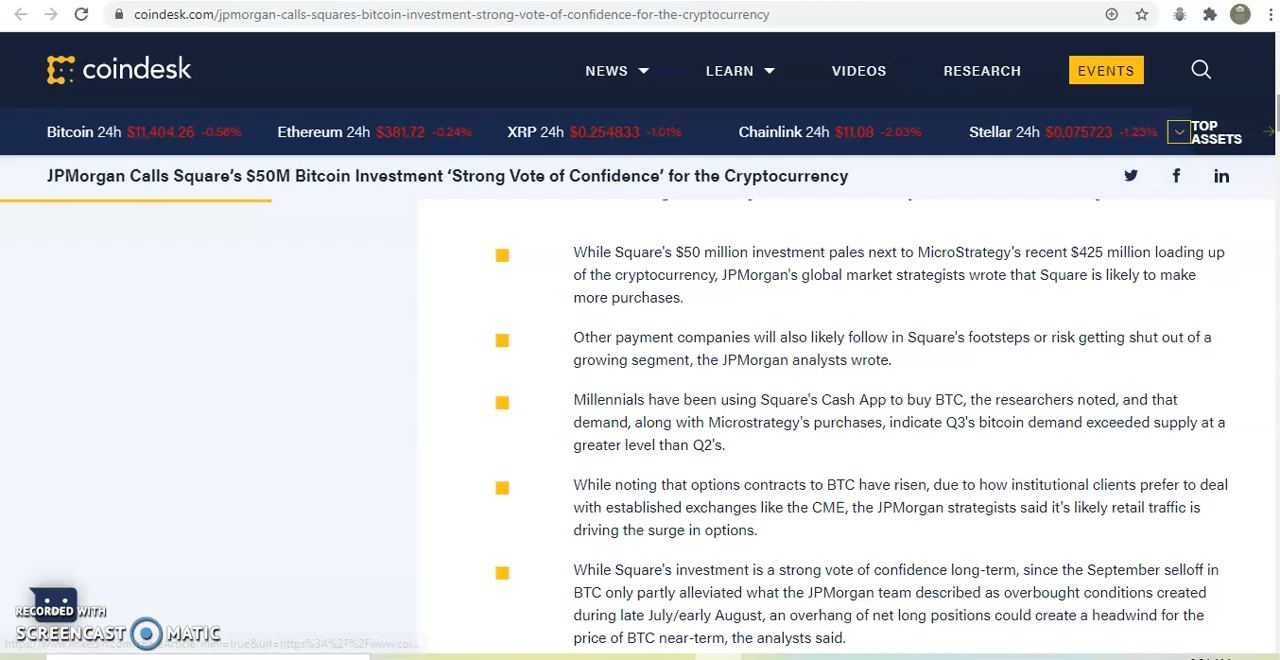 coindesk.com/jpmorgan-calls-squares-bitcoin-investment-strong-vote-of-confidence-for-the-cryptocurrency
coindesk NEWS LEARN VIDEOS RESEARCH EVENTS
Bitcoin 24h $11,404.26 -0.56% Ethereum 24h $381.72 -0.24% XRP 24h $0.254833 -1.01% Chainlink 24h $11.08 -2.03% Stellar 24h $0.075723 -1.23% TOP ASSETS
JPMorgan Calls Square’s $50M Bitcoin Investment ‘Strong Vote of Confidence’ for the Cryptocurrency
While Square's $50 million investment pales next to MicroStrategy's recent $425 million loading up
of the cryptocurrency, JPMorgan's global market strategists wrote that Square is likely to make
more purchases.
Other payment companies will also likely follow in Square's footsteps or risk getting shut out of a
growing segment, the JPMorgan analysts wrote.
Millennials have been using Square's Cash App to buy BTC, the researchers noted, and that
demand, along with Microstrategy's purchases, indicate Q3's bitcoin demand exceeded supply at a
greater level than Q2's.
While noting that options contracts to BTC have risen, due to how institutional clients prefer to deal
with established exchanges like the CME, the JPMorgan strategists said it's likely retail traffic is
driving the surge in options.
While Square's investment is a strong vote of confidence long-term, since the September selloff in
BTC only partly alleviated what the JPMorgan team described as overbought conditions created
during late July/early August, an overhang of net long positions could create a headwind for the
price of BTC near-term, the analysts said.
RECORDED WITH
SCREENCAST MATIC